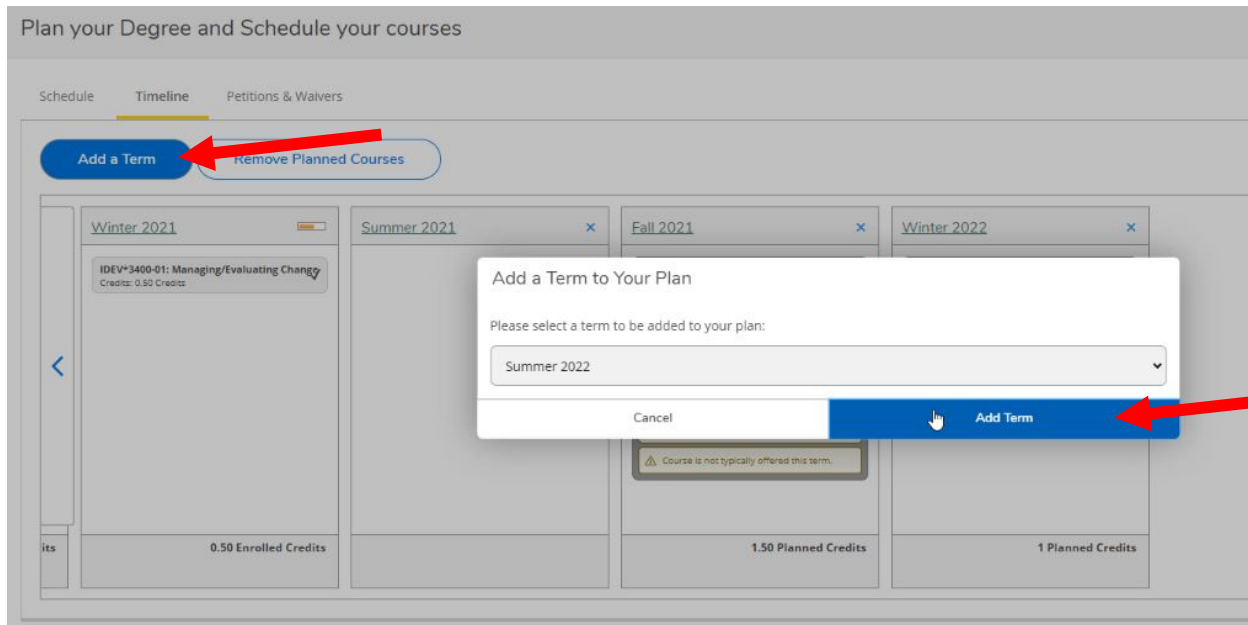 Plan your Degree and Schedule your courses
Schedule Timeline Petitions & Waivers
Add a Term Remove Planned Courses
Winter 2021 Summer 2021 Fall 2021 Winter 2022
IDEV*3400-01: Managing/Evaluating Change
Credits: 0.50 Credits
Add a Term to Your Plan
Please select a term to be added to your plan:
Summer 2022
Cancel Add Term
Course is not typically offered this term.
its 0.50 Enrolled Credits 1.50 Planned Credits 1 Planned Credits